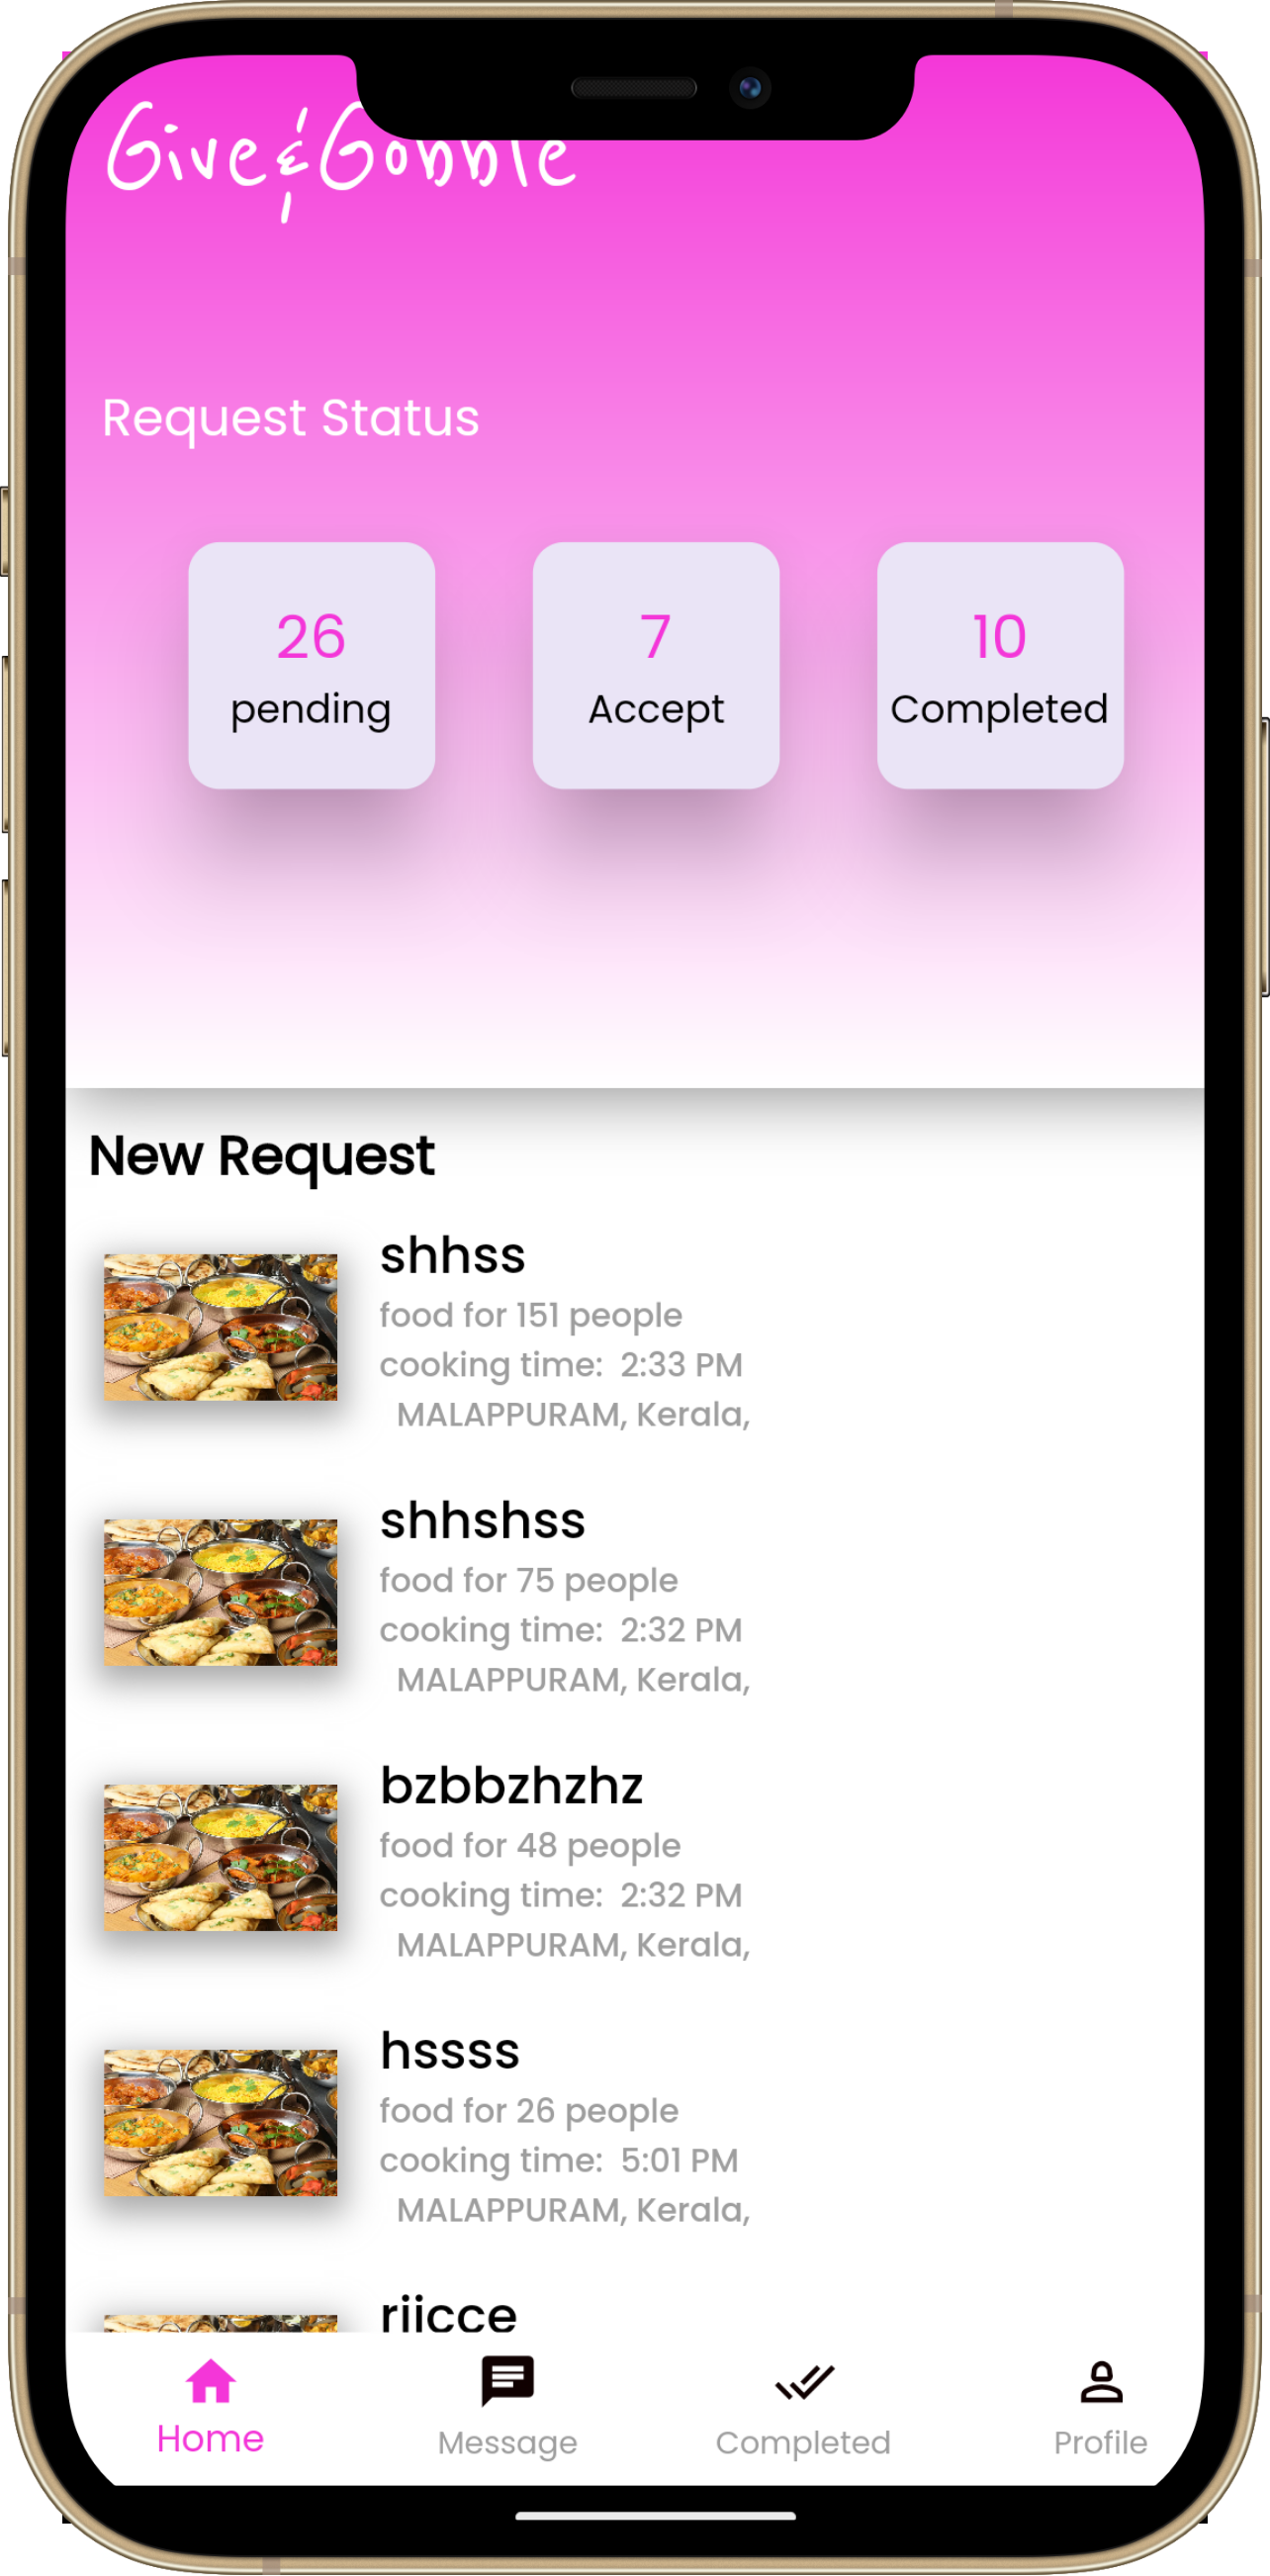 Give & Gobble
Request Status
26
pending
7
Accept
10
Completed
New Request
shhss
food for 151 people
cooking time:  2:33 PM
MALAPPURAM, Kerala,
shhshss
food for 75 people
cooking time:  2:32 PM
MALAPPURAM, Kerala,
bzbbzhzhz
food for 48 people
cooking time:  2:32 PM
MALAPPURAM, Kerala,
hssss
food for 26 people
cooking time:  5:01 PM
MALAPPURAM, Kerala,
riicce
Home
Message
Completed
Profile